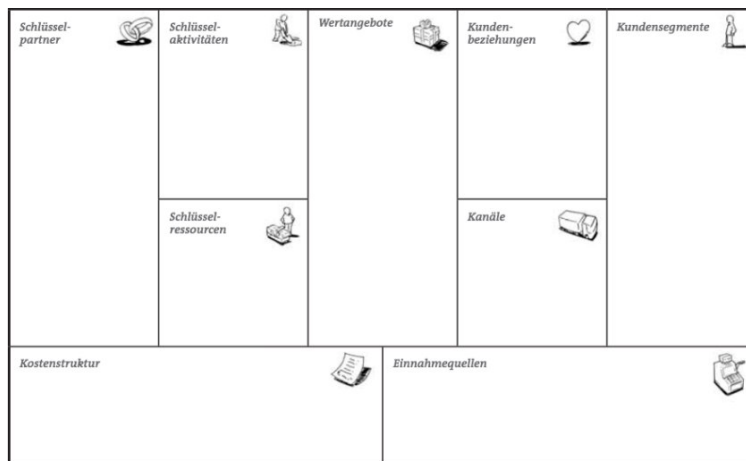 Schlüssel-
partner
Schlüssel-
aktivitäten
Wertangebote
Kunden-
beziehungen
Kundensegmente
Schlüssel-
ressourcen
Kanäle
Kostenstruktur
Einnahmequellen